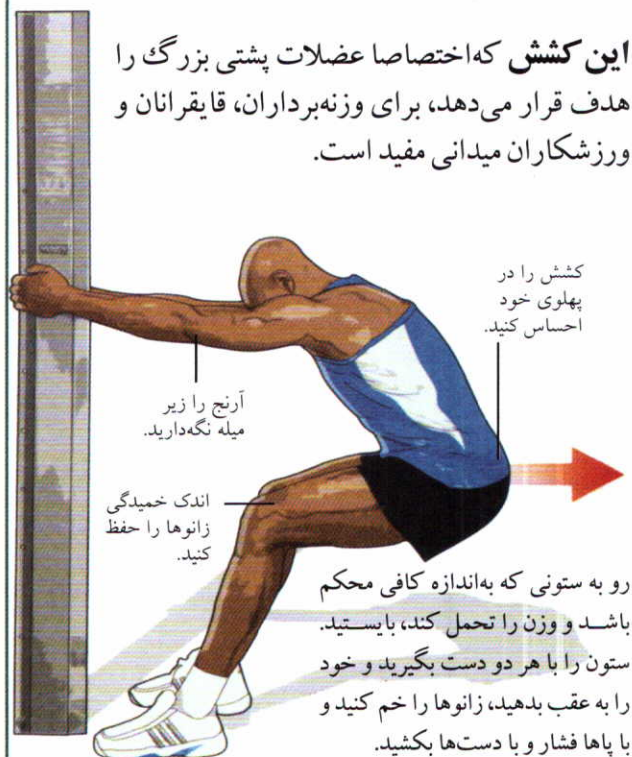 این کشش که‌اختصاصا عضلات پشتی بزرگ را
هدف قرار می‌دهد، برای وزنه‌برداران، قایقرانان و
ورزشکاران میدانی مفید است.
کشش را در
پهلوی خود
احساس کنید.
آرنج را زیر
میله نگه‌دارید.
اندک خمیدگی
زانوها را حفظ
کنید.
رو به ستونی که به‌اندازه کافی محکم
باشد و وزن را تحمل کند، بایستید.
ستون را با هر دو دست بگیرید و خود
را به عقب بدهید، زانوها را خم کنید و
با پاها فشار و با دست‌ها بکشید.